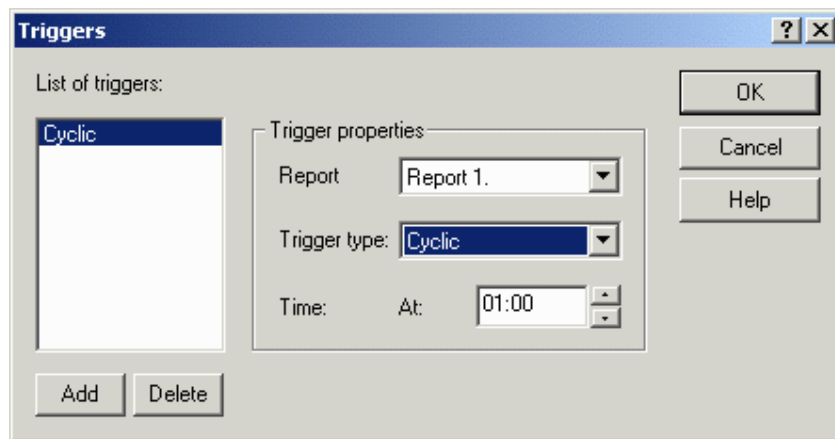 Triggers
List of triggers:
Cyclic
Trigger properties
Report Report 1.
Trigger type: Cyclic
Time: At: 01:00
OK
Cancel
Help
Add Delete